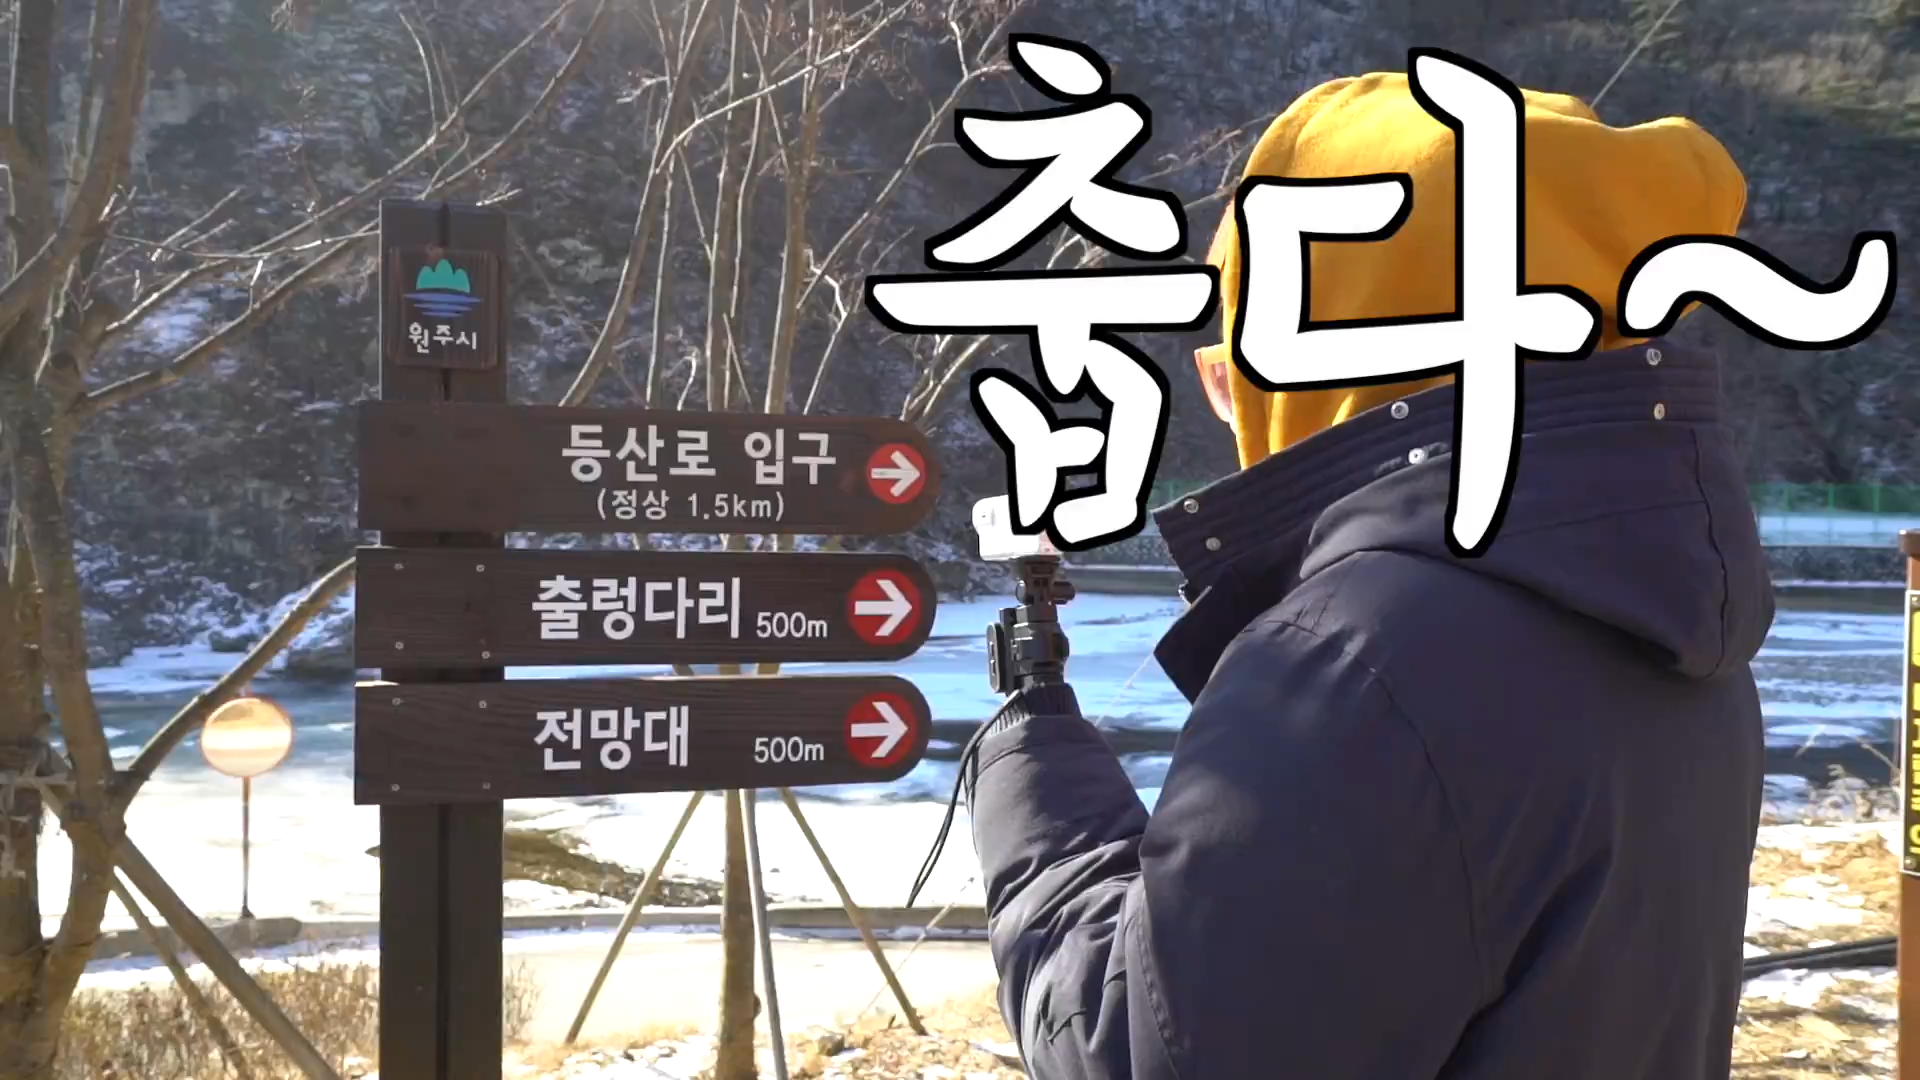 춥다~
원주시
등산로 입구
(정상 1.5km)
출렁다리 500m
전망대 500m